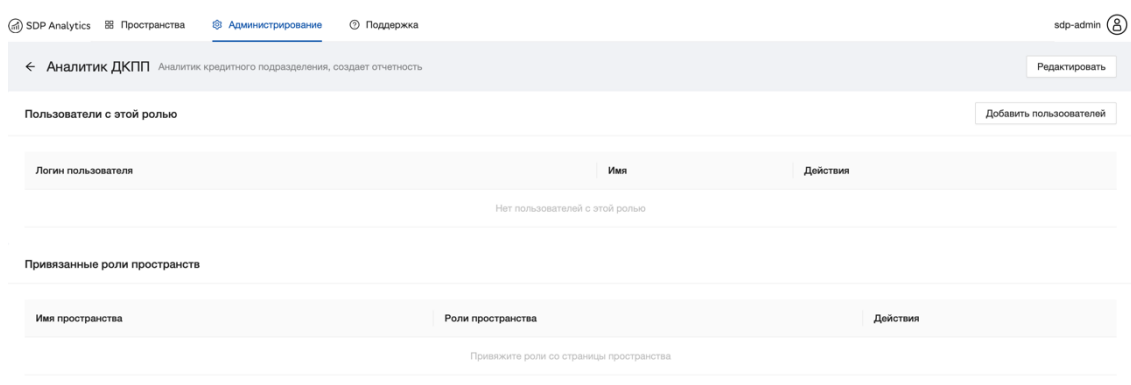 SDP Analytics Пространства Администрирование Поддержка sdp-admin
Аналитик ДКПП Аналитик кредитного подразделения, создает отчетность Редактировать
Пользователи с этой ролью Добавить пользоователей
Логин пользователя Имя Действия
Нет пользователей с этой ролью
Привязанные роли пространств
Имя пространства Роли пространства Действия
Привяжите роли со страницы пространства